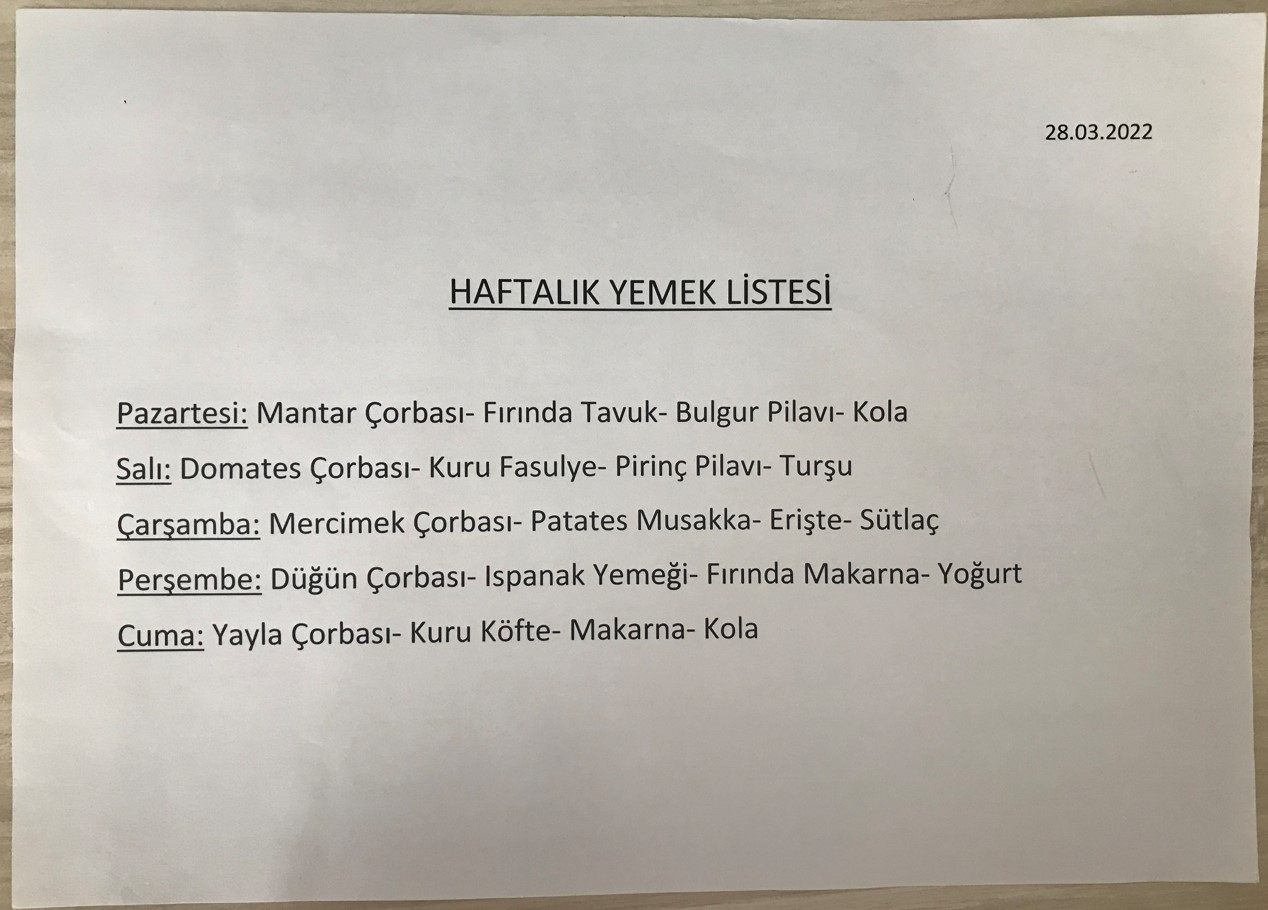 28.03.2022
HAFTALIK YEMEK LİSTESİ
Pazartesi: Mantar Çorbası- Fırında Tavuk- Bulgur Pilavı- Kola
Salı: Domates Çorbası- Kuru Fasulye- Pirinç Pilavı- Turşu
Çarşamba: Mercimek Çorbası- Patates Musakka- Erişte- Sütlaç
Perşembe: Düğün Çorbası- Ispanak Yemeği- Fırında Makarna- Yoğurt
Cuma: Yayla Çorbası- Kuru Köfte- Makarna- Kola